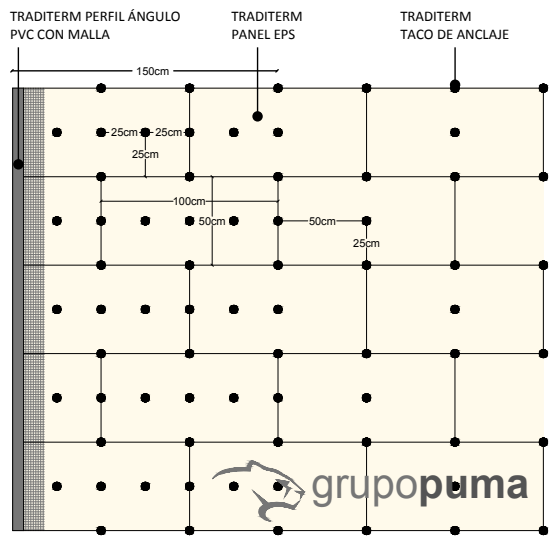 TRADITERM PERFIL ÁNGULO
PVC CON MALLA
TRADITERM
PANEL EPS
TRADITERM
TACO DE ANCLAJE
150cm
25cm
25cm
25cm
100cm
50cm
50cm
25cm
grupopuma